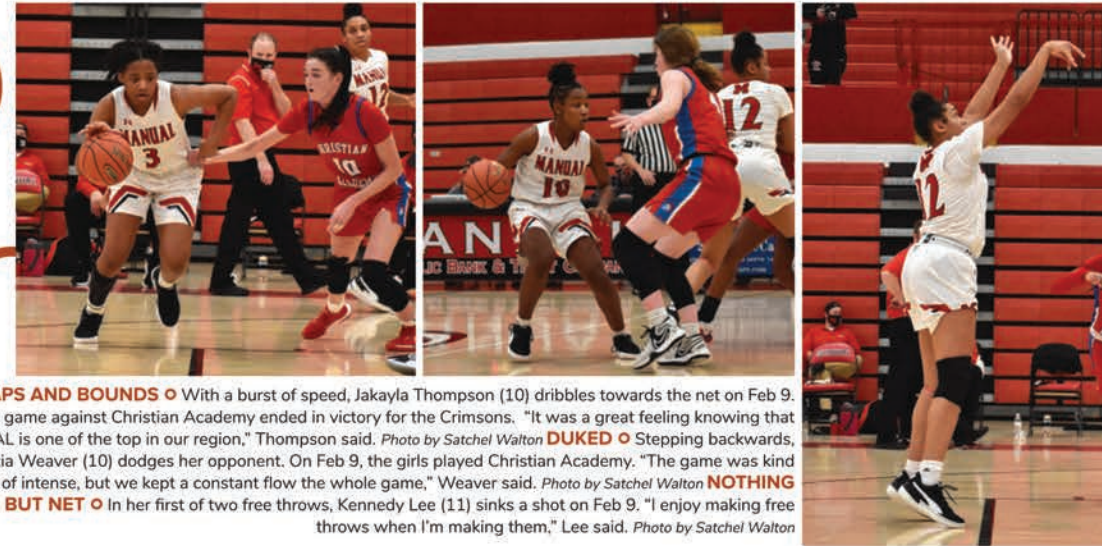 MANUAL
3
CHRISTIAN
10
MANUAL
12
MANUAL
10
12
12
APS AND BOUNDS O With a burst of speed, Jakayla Thompson (10) dribbles towards the net on Feb 9.
game against Christian Academy ended in victory for the Crimsons. “It was a great feeling knowing that
AL is one of the top in our region,” Thompson said. Photo by Satchel Walton DUKED O Stepping backwards,
ia Weaver (10) dodges her opponent. On Feb 9, the girls played Christian Academy. “The game was kind
of intense, but we kept a constant flow the whole game,” Weaver said. Photo by Satchel Walton NOTHING
BUT NET O In her first of two free throws, Kennedy Lee (11) sinks a shot on Feb 9. “I enjoy making free
throws when I’m making them,” Lee said. Photo by Satchel Walton